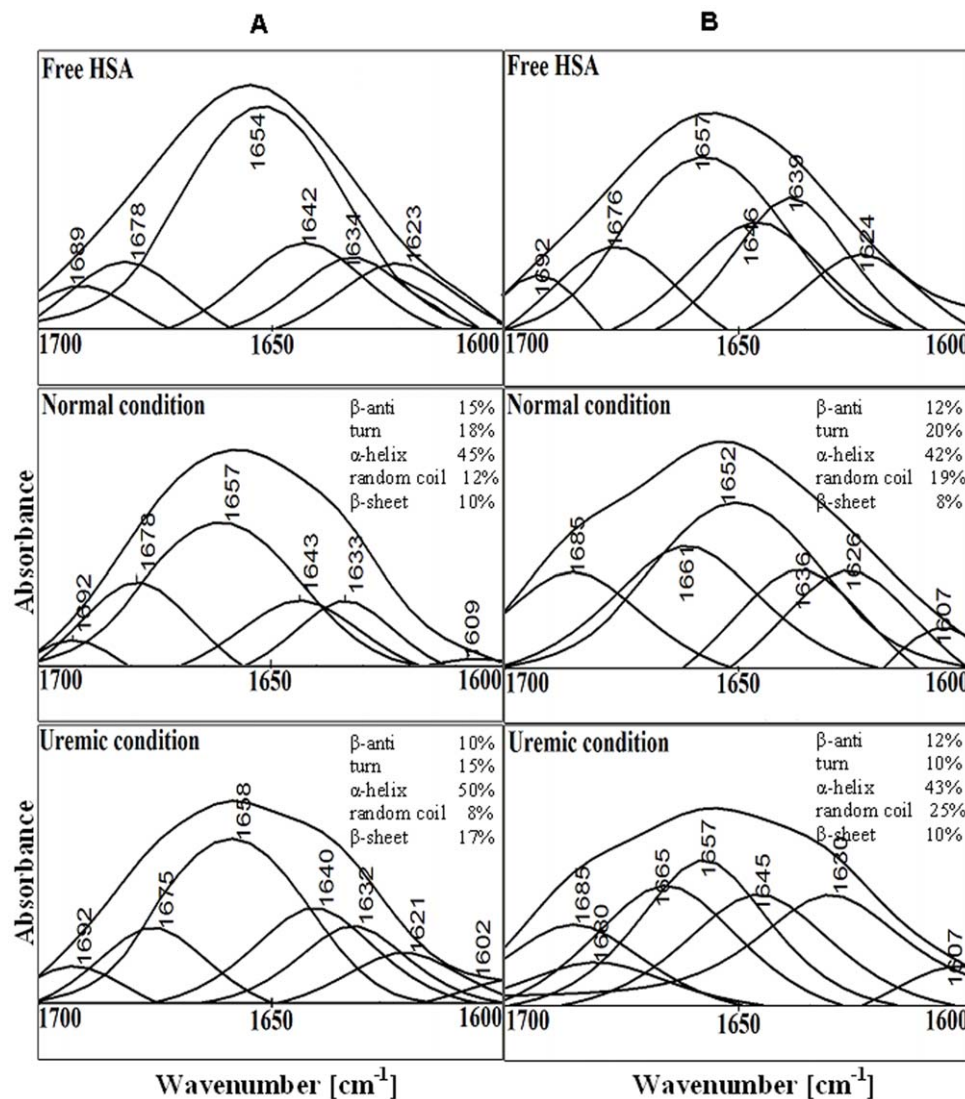 A
B
Free HSA
1689
1678
1654
1642
1634
1623
1700
1650
1600
Free HSA
1692
1676
1657
1646
1639
1624
1650
1600
Normal condition
β-anti 15%
turn 18%
α-helix 45%
random coil 12%
β-sheet 10%
1692
1678
1657
1643
1633
1609
1700
1650
1600
Normal condition
β-anti 12%
turn 20%
α-helix 42%
random coil 19%
β-sheet 8%
1685
1661
1652
1636
1626
1607
1650
1600
Uremic condition
β-anti 10%
turn 15%
α-helix 50%
random coil 8%
β-sheet 17%
1692
1675
1658
1640
1632
1621
1602
1700
1650
1600
Uremic condition
β-anti 12%
turn 10%
α-helix 43%
random coil 25%
β-sheet 10%
1685
1680
1665
1657
1645
1630
1607
1650
1600
Absorbance
Absorbance
Wavenumber [cm⁻¹]
Wavenumber [cm⁻¹]